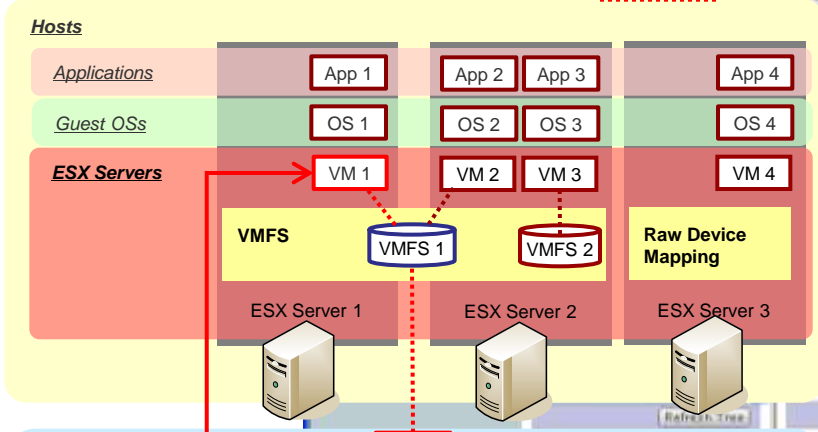 Hosts
Applications
App 1
App 2
App 3
App 4
Guest OSs
OS 1
OS 2
OS 3
OS 4
ESX Servers
VM 1
VM 2
VM 3
VM 4
VMFS
VMFS 1
VMFS 2
Raw Device
Mapping
ESX Server 1
ESX Server 2
ESX Server 3
Refresh Tree